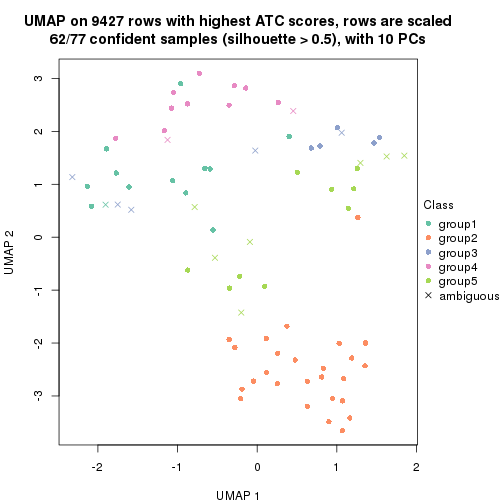 UMAP on 9427 rows with highest ATC scores, rows are scaled
62/77 confident samples (silhouette > 0.5), with 10 PCs
3
2
1
0
-1
-2
-3
UMAP 2
-2
-1
0
1
2
UMAP 1
Class
group1
group2
group3
group4
group5
ambiguous